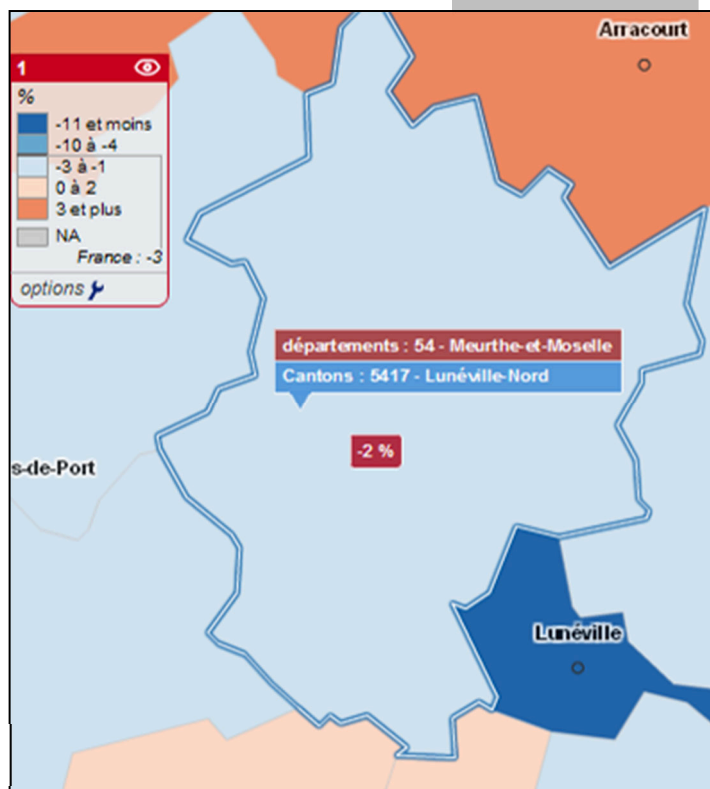 Arracourt
1
%
-11 et moins
-10 à -4
-3 à -1
0 à 2
3 et plus
NA
France : -3
options
départements : 54 - Meurthe-et-Moselle
Cantons : 5417 - Lunéville-Nord
-2 %
s-de-Port
Lunéville